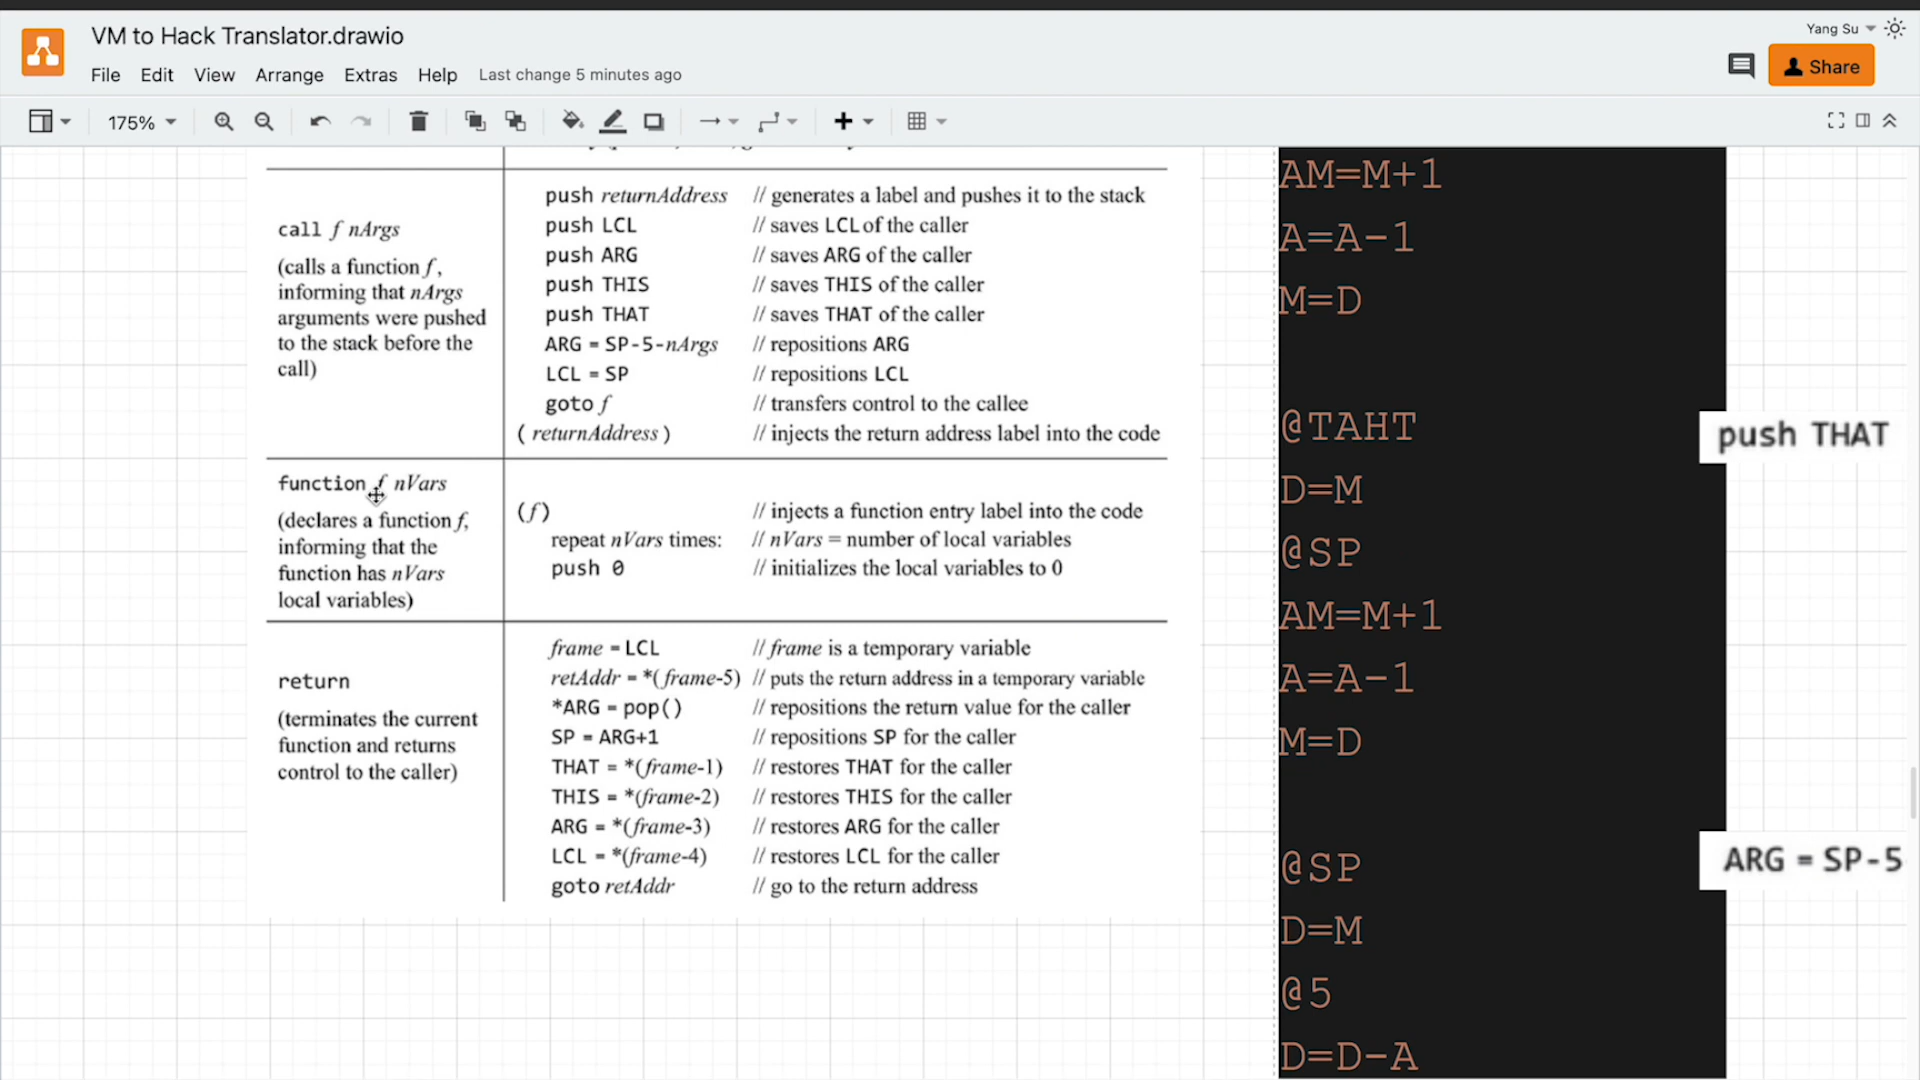 VM to Hack Translator.drawio
Yang Su
File Edit View Arrange Extras Help Last change 5 minutes ago
Share
175%
call f nArgs
(calls a function f,
informing that nArgs
arguments were pushed
to the stack before the
call)
push returnAddress // generates a label and pushes it to the stack
push LCL // saves LCL of the caller
push ARG // saves ARG of the caller
push THIS // saves THIS of the caller
push THAT // saves THAT of the caller
ARG = SP-5-nArgs // repositions ARG
LCL = SP // repositions LCL
goto f // transfers control to the callee
( returnAddress ) // injects the return address label into the code
function f nVars
(declares a function f,
informing that the
function has nVars
local variables)
(f) // injects a function entry label into the code
repeat nVars times: // nVars = number of local variables
push 0 // initializes the local variables to 0
return
(terminates the current
function and returns
control to the caller)
frame = LCL // frame is a temporary variable
retAddr = *(frame-5) // puts the return address in a temporary variable
*ARG = pop() // repositions the return value for the caller
SP = ARG+1 // repositions SP for the caller
THAT = *(frame-1) // restores THAT for the caller
THIS = *(frame-2) // restores THIS for the caller
ARG = *(frame-3) // restores ARG for the caller
LCL = *(frame-4) // restores LCL for the caller
goto retAddr // go to the return address
AM=M+1
A=A-1
M=D
@TAHT
D=M
@SP
AM=M+1
A=A-1
M=D
@SP
D=M
@5
D=D-A
push THAT
ARG = SP-5